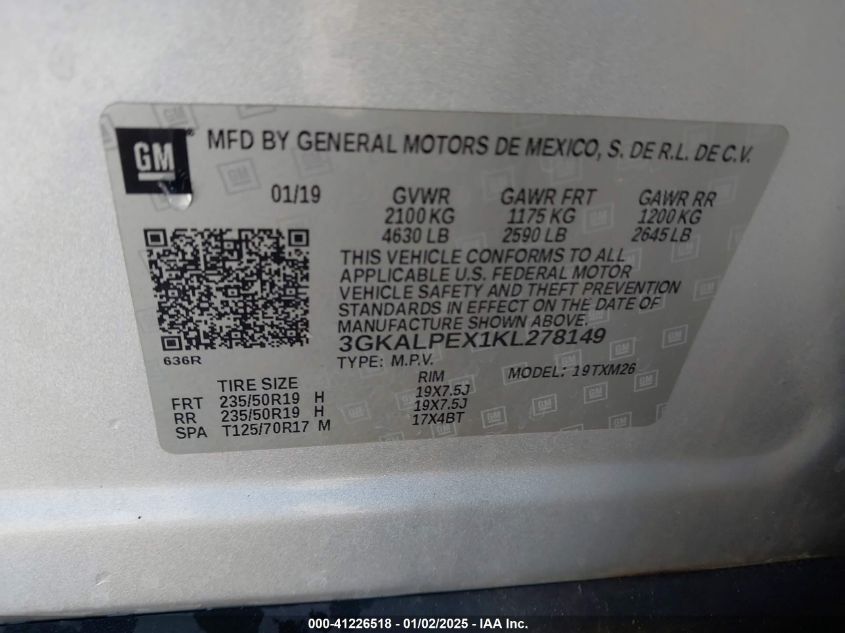 GM
MFD BY GENERAL MOTORS DE MEXICO, S. DE R.L. DE C.V.
01/19 GVWR GAWR FRT GAWR RR
2100 KG 1175 KG 1200 KG
4630 LB 2590 LB 2645 LB
THIS VEHICLE CONFORMS TO ALL
APPLICABLE U.S. FEDERAL MOTOR
VEHICLE SAFETY AND THEFT PREVENTION
STANDARDS IN EFFECT ON THE DATE OF
MANUFACTURE SHOWN ABOVE.
3GKALPEX1KL278149
636R
TYPE: M.P.V. MODEL: 19TXM26
TIRE SIZE RIM
FRT 235/50R19 H 19X7.5J
RR 235/50R19 H 19X7.5J
SPA T125/70R17 M 17X4BT
000-41226518 - 01/02/2025 - IAA Inc.